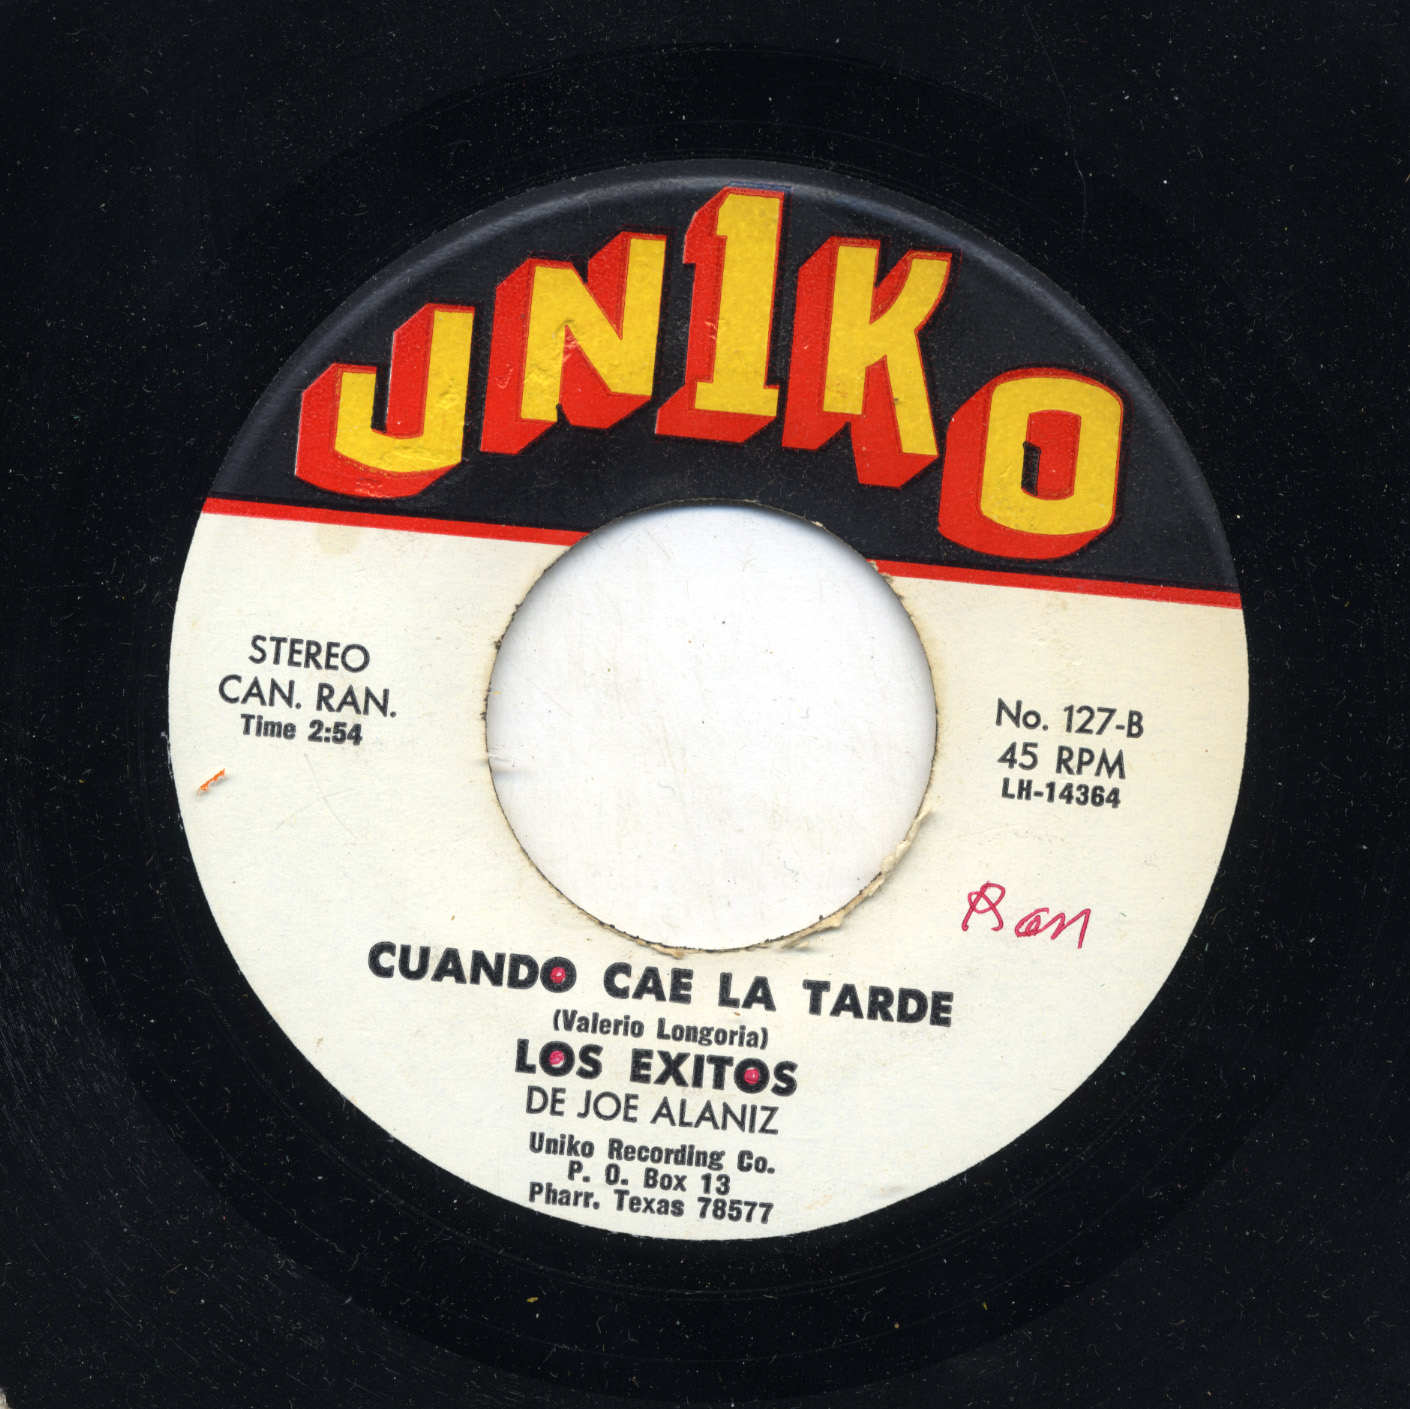 UN1KO
STEREO
CAN. RAN.
Time 2:54
No. 127-B
45 RPM
LH-14364
Ran
CUANDO CAE LA TARDE
(Valerio Longoria)
LOS EXITOS
DE JOE ALANIZ
Uniko Recording Co.
P. O. Box 13
Pharr, Texas 78577